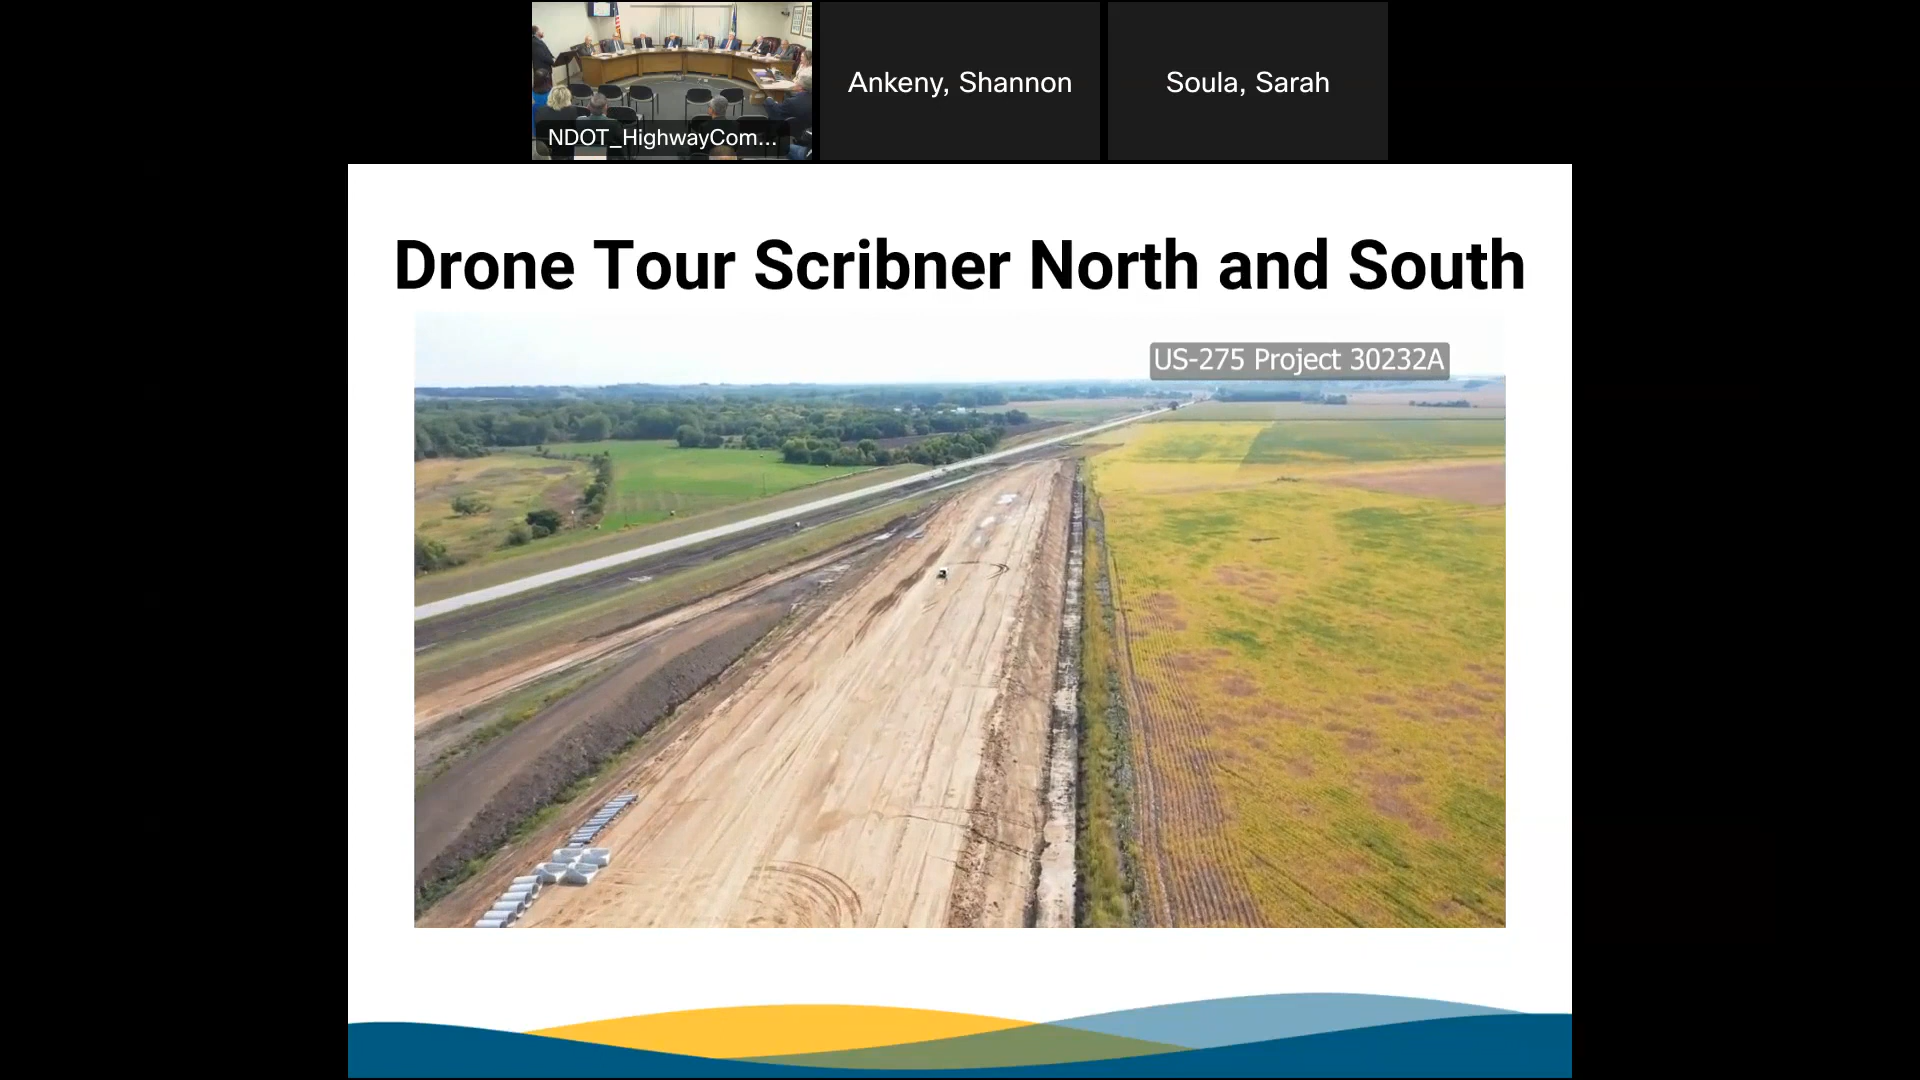 NDOT_HighwayCom...
Ankeny, Shannon
Soula, Sarah
Drone Tour Scribner North and South
US-275 Project 30232A